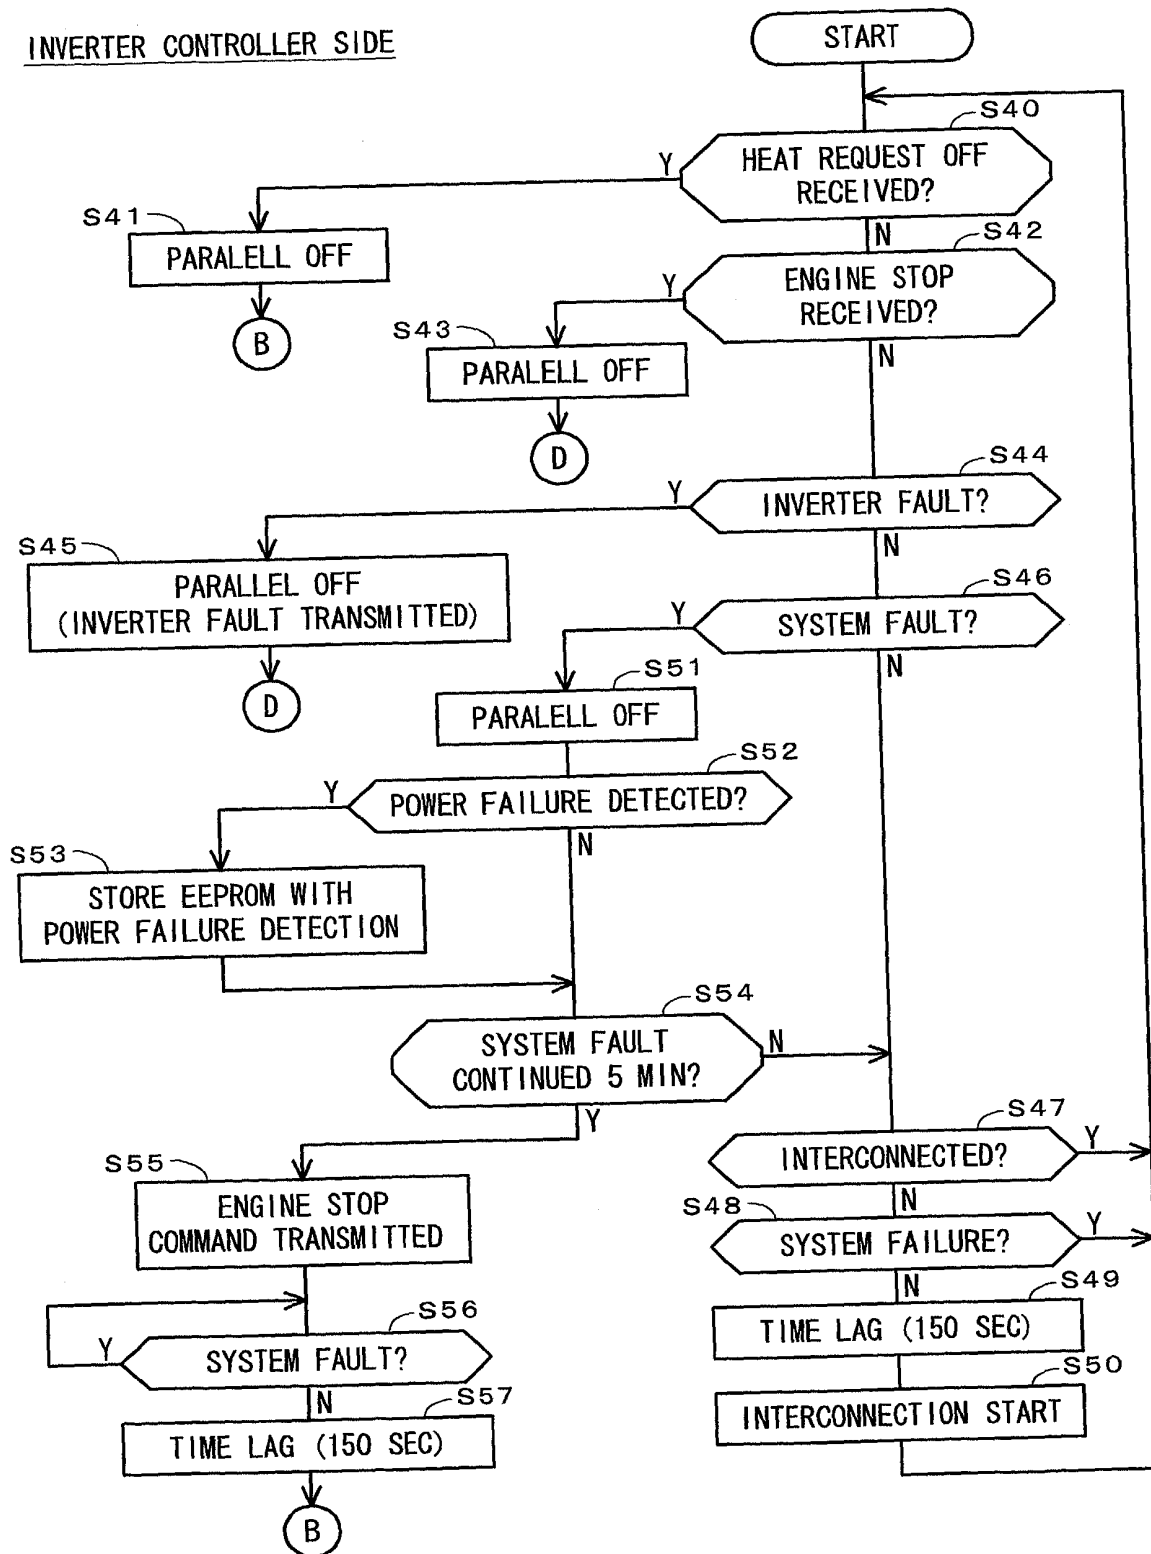 INVERTER CONTROLLER SIDE
START
S40
HEAT REQUEST OFF
RECEIVED?
Y
N
S41
PARALELL OFF
B
S42
ENGINE STOP
RECEIVED?
Y
N
S43
PARALELL OFF
D
S44
INVERTER FAULT?
Y
N
S45
PARALLEL OFF
(INVERTER FAULT TRANSMITTED)
D
S46
SYSTEM FAULT?
Y
N
S51
PARALELL OFF
S52
POWER FAILURE DETECTED?
Y
N
S53
STORE EEPROM WITH
POWER FAILURE DETECTION
S54
SYSTEM FAULT
CONTINUED 5 MIN?
N
Y
S47
INTERCONNECTED?
Y
N
S55
ENGINE STOP
COMMAND TRANSMITTED
S48
SYSTEM FAILURE?
Y
N
S49
TIME LAG (150 SEC)
S56
SYSTEM FAULT?
Y
N
S50
INTERCONNECTION START
S57
TIME LAG (150 SEC)
B